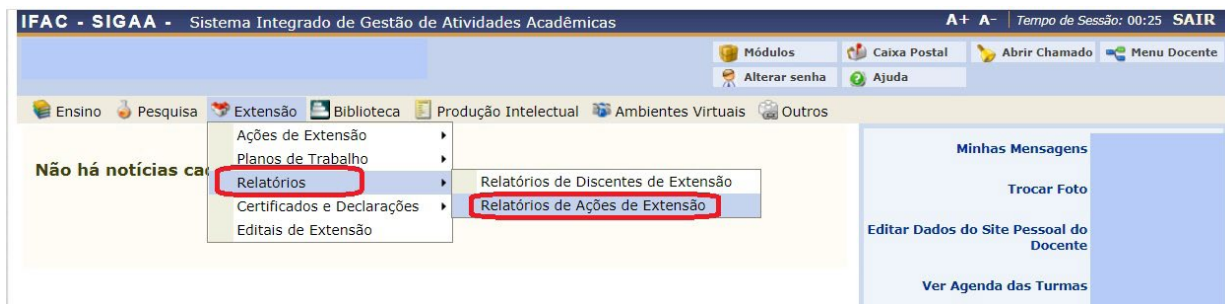 IFAC - SIGAA - Sistema Integrado de Gestão de Atividades Acadêmicas
A+ A- Tempo de Sessão: 00:25 SAIR
Módulos Caixa Postal Abrir Chamado Menu Docente
Alterar senha Ajuda
Ensino Pesquisa Extensão Biblioteca Produção Intelectual Ambientes Virtuais Outros
Ações de Extensão
Planos de Trabalho
Relatórios
Certificados e Declarações
Editais de Extensão
Relatórios de Discentes de Extensão
Relatórios de Ações de Extensão
Não há notícias
Minhas Mensagens
Trocar Foto
Editar Dados do Site Pessoal do
Docente
Ver Agenda das Turmas